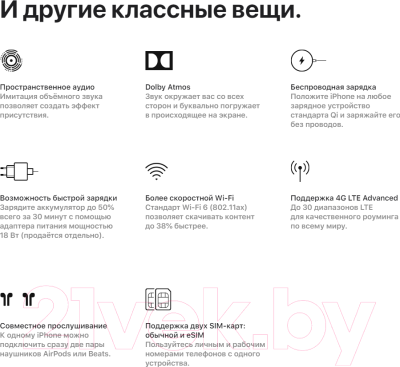 И другие классные вещи.
Пространственное аудио
Имитация объёмного звука
позволяет создать эффект
присутствия.
Dolby Atmos
Звук окружает вас со всех
сторон и буквально погружает
в происходящее на экране.
Беспроводная зарядка
Положите iPhone на любое
зарядное устройство
стандарта Qi и заряжайте его
без проводов.
Возможность быстрой зарядки
Зарядите аккумулятор до 50%
всего за 30 минут с помощью
адаптера питания мощностью
18 Вт (продаётся отдельно).
Более скоростной Wi-Fi
Стандарт Wi-Fi 6 (802.11ax)
позволяет скачивать контент
до 38% быстрее.
Поддержка 4G LTE Advanced
До 30 диапазонов LTE
для качественного роуминга
по всему миру.
Совместное прослушивание
К одному iPhone можно
подключить сразу две пары
наушников AirPods или Beats.
Поддержка двух SIM-карт:
обычной и eSIM
Пользуйтесь личным и рабочим
номерами телефонов с одного
устройства.
21vek.by